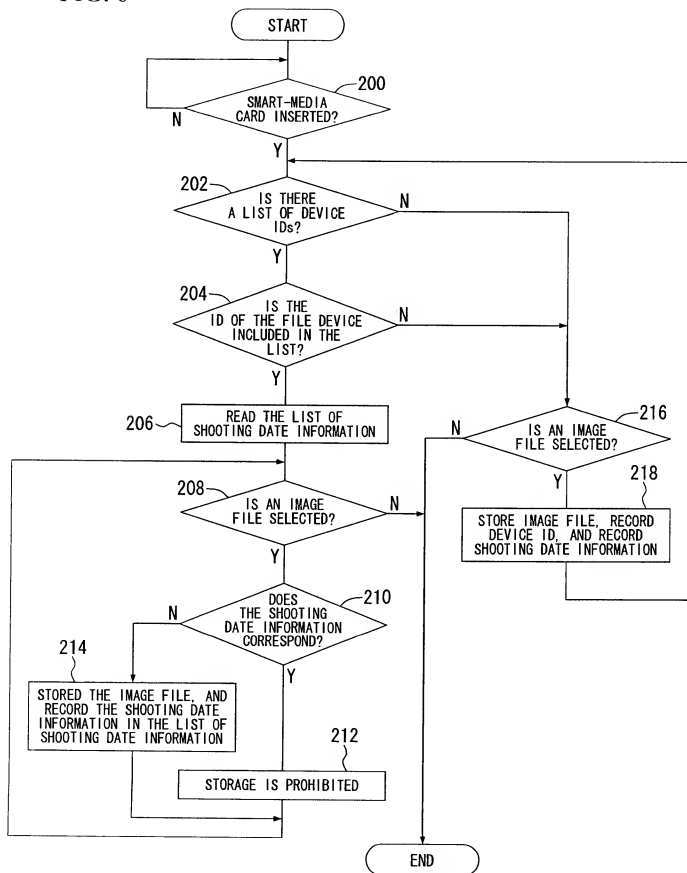 START
200
SMART-MEDIA
CARD INSERTED?
N
Y
202
IS THERE
A LIST OF DEVICE
IDs?
N
Y
204
IS THE
ID OF THE FILE DEVICE
INCLUDED IN THE
LIST?
N
Y
206
READ THE LIST OF
SHOOTING DATE INFORMATION
216
IS AN IMAGE
FILE SELECTED?
N
Y
208
IS AN IMAGE
FILE SELECTED?
N
Y
218
STORE IMAGE FILE, RECORD
DEVICE ID, AND RECORD
SHOOTING DATE INFORMATION
210
DOES
THE SHOOTING
DATE INFORMATION
CORRESPOND?
N
Y
214
STORED THE IMAGE FILE, AND
RECORD THE SHOOTING DATE
INFORMATION IN THE LIST OF
SHOOTING DATE INFORMATION
212
STORAGE IS PROHIBITED
END